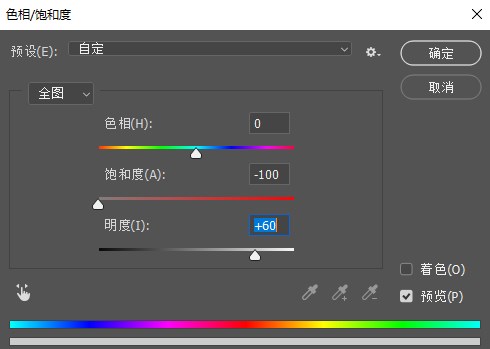 色相/饱和度
预设(E): 自定
确定
取消
全图
色相(H): 0
饱和度(A): -100
明度(I): +60
着色(O)
预览(P)